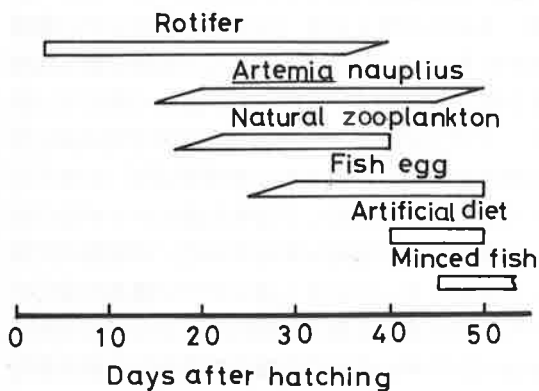 Rotifer
Artemia nauplius
Natural zooplankton
Fish egg
Artificial diet
Minced fish
0 10 20 30 40 50
Days after hatching